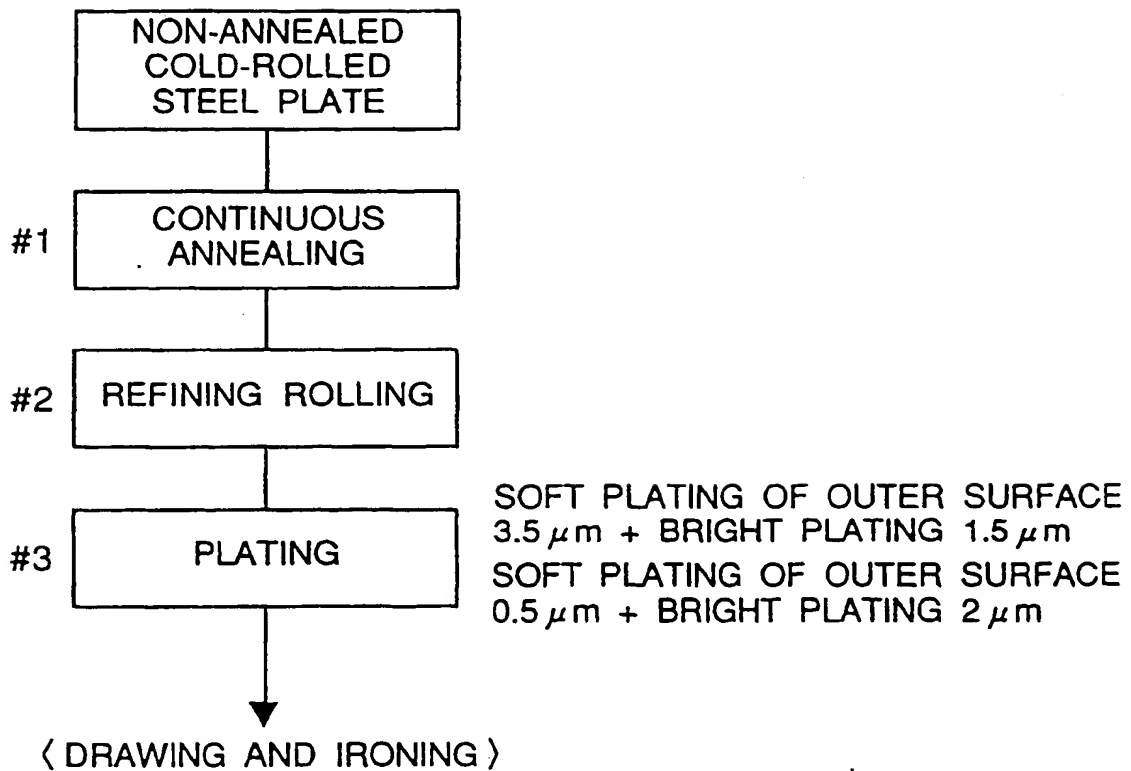 NON-ANNEALED
COLD-ROLLED
STEEL PLATE
#1
CONTINUOUS
ANNEALING
#2
REFINING ROLLING
#3
PLATING
SOFT PLATING OF OUTER SURFACE
3.5 μm + BRIGHT PLATING 1.5 μm
SOFT PLATING OF OUTER SURFACE
0.5 μm + BRIGHT PLATING 2 μm
〈 DRAWING AND IRONING 〉